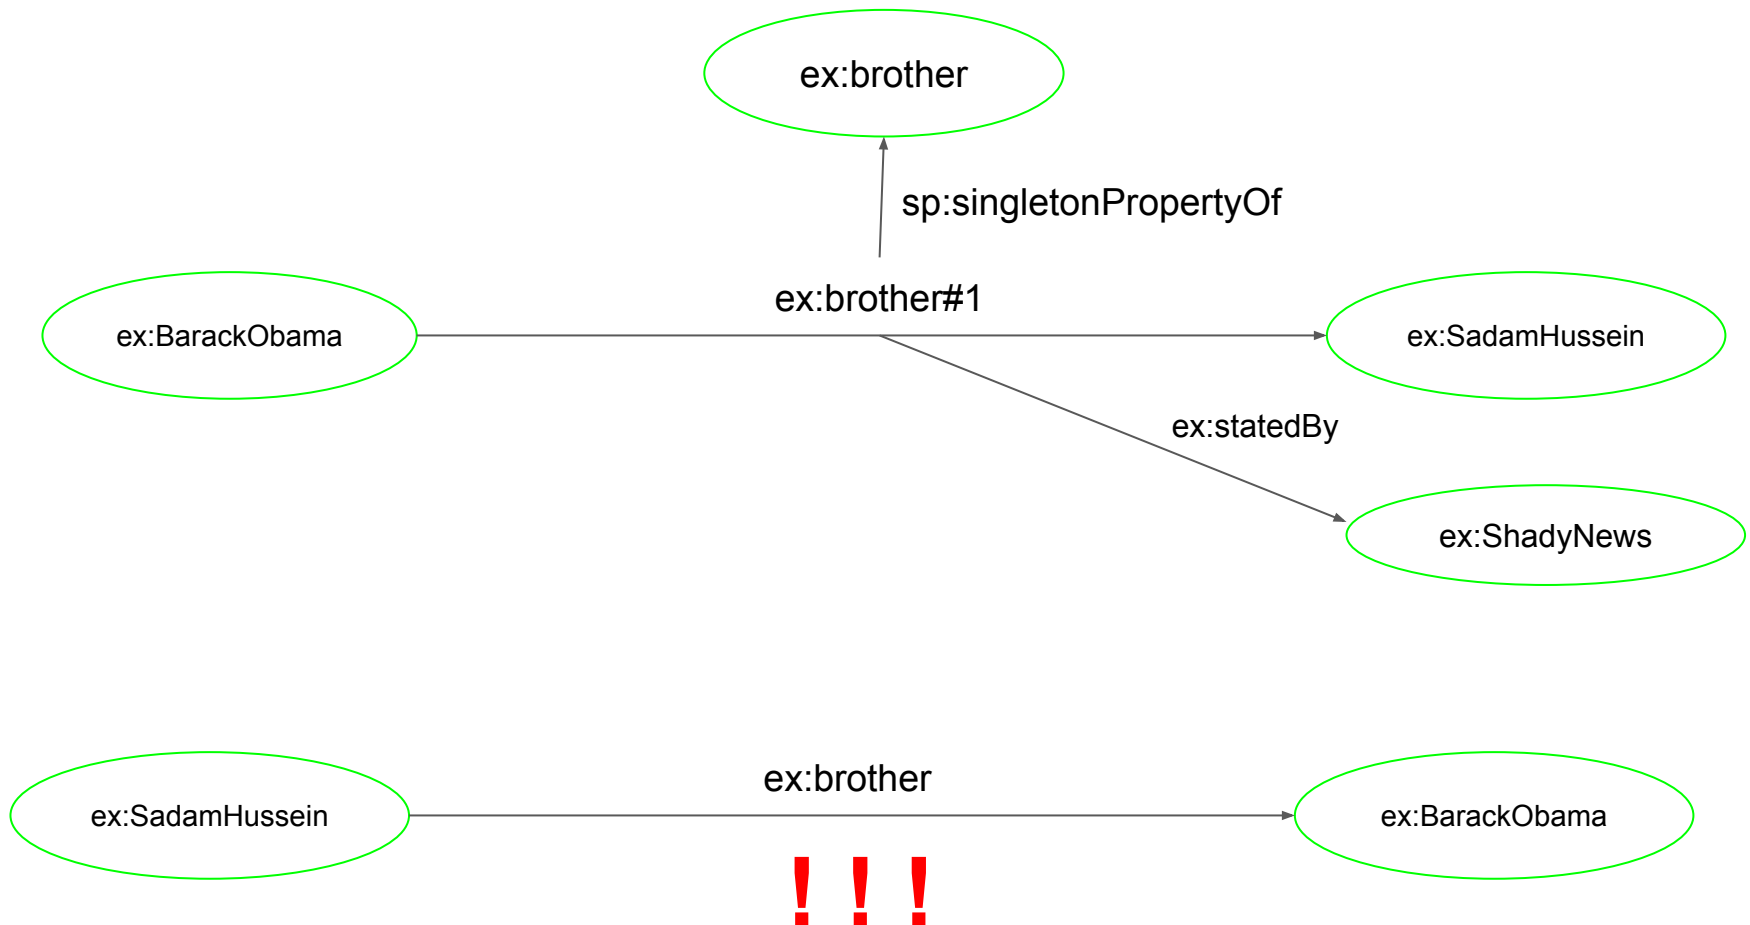 ex:brother
sp:singletonPropertyOf
ex:brother#1
ex:BarackObama
ex:SadamHussein
ex:statedBy
ex:ShadyNews
ex:brother
ex:SadamHussein
ex:BarackObama
!!!